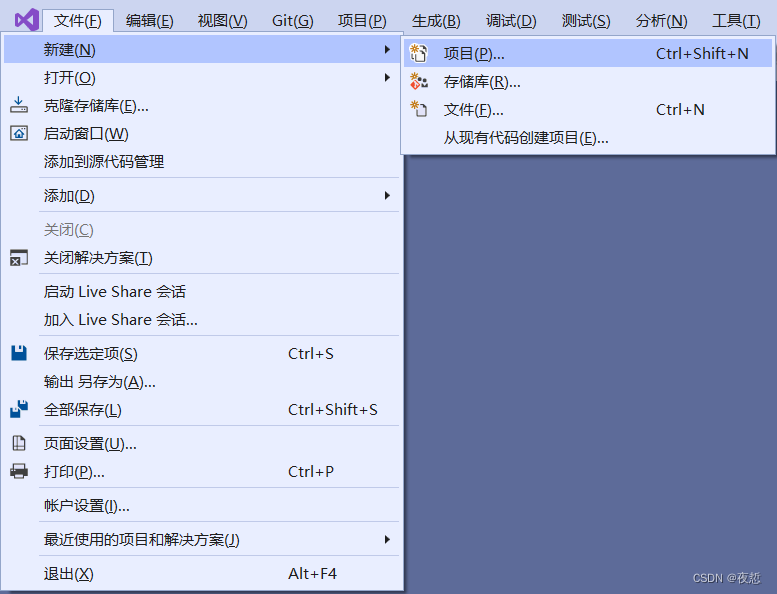 文件(F) 编辑(E) 视图(V) Git(G) 项目(P) 生成(B) 调试(D) 测试(S) 分析(N) 工具(T)
新建(N)
项目(P)... Ctrl+Shift+N
打开(O)
存储库(R)...
克隆存储库(E)...
文件(F)... Ctrl+N
启动窗口(W)
从现有代码创建项目(E)...
添加到源代码管理
添加(D)
关闭(C)
关闭解决方案(T)
启动 Live Share 会话
加入 Live Share 会话...
保存选定项(S) Ctrl+S
输出 另存为(A)...
全部保存(L) Ctrl+Shift+S
页面设置(U)...
打印(P)... Ctrl+P
帐户设置(I)...
最近使用的项目和解决方案(J)
退出(X) Alt+F4
CSDN @夜悊